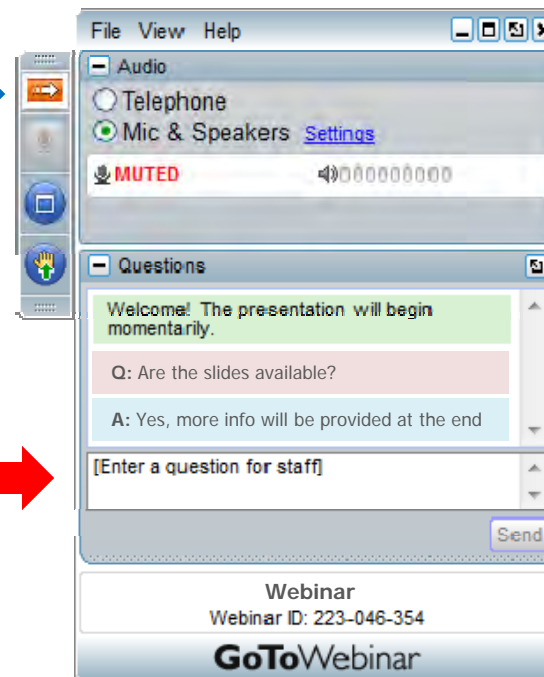 File View Help
Audio
Telephone
Mic & Speakers Settings
MUTED
Questions
Welcome! The presentation will begin
momentarily.
Q: Are the slides available?
A: Yes, more info will be provided at the end
[Enter a question for staff]
Send
Webinar
Webinar ID: 223-046-354
GoToWebinar